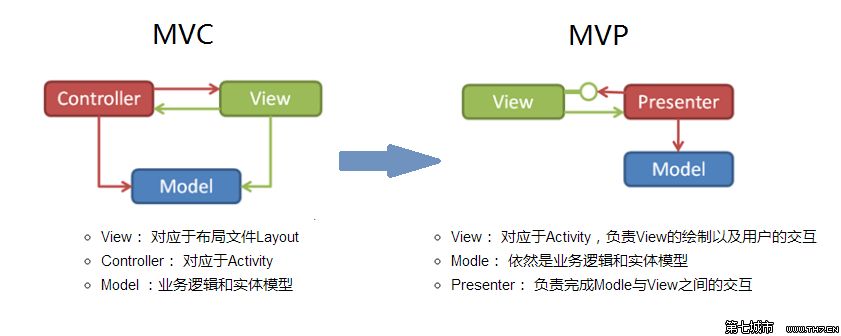 MVC
MVP
Controller
View
Model
View
Presenter
Model
View： 对应于布局文件Layout
Controller： 对应于Activity
Model ：业务逻辑和实体模型
View： 对应于Activity，负责View的绘制以及用户的交互
Modle： 依然是业务逻辑和实体模型
Presenter： 负责完成Modle与View之间的交互
第七城市 WWW.TH7.CN